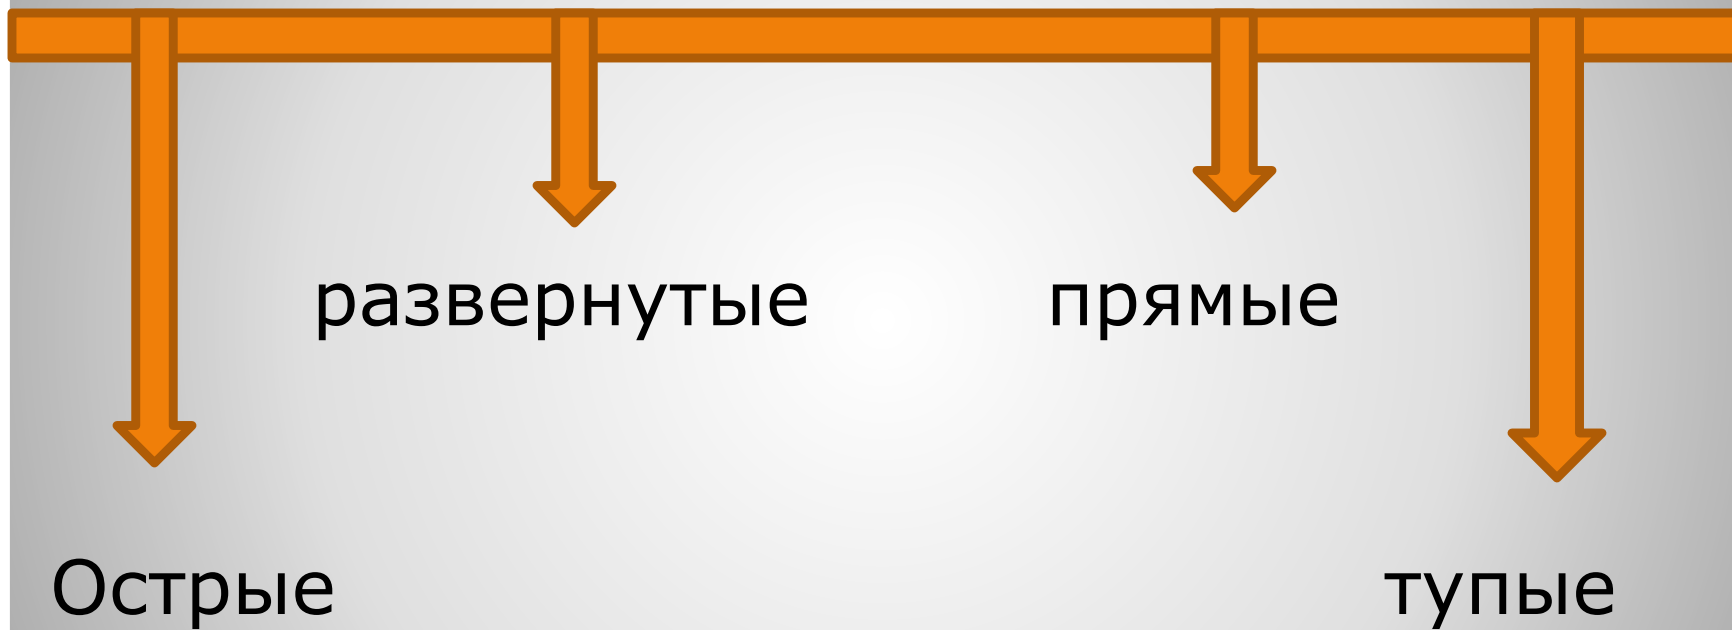 развернутые
прямые
Острые
тупые